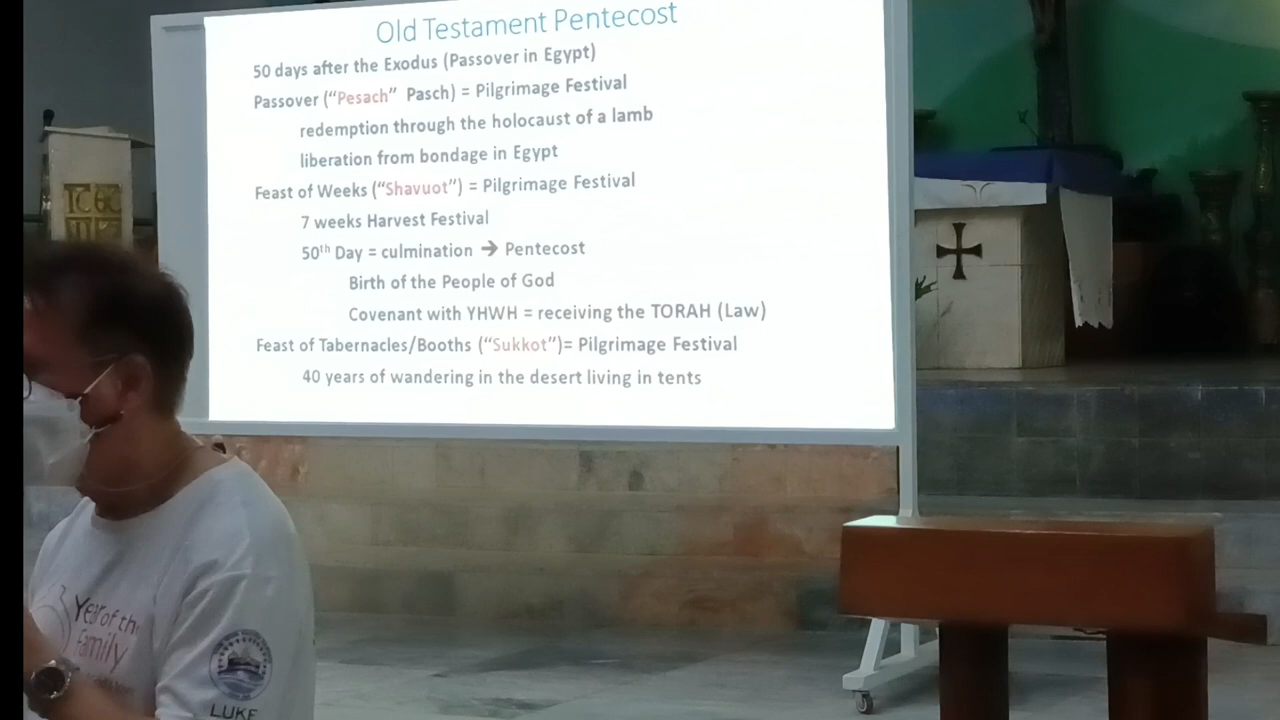 Old Testament Pentecost
50 days after the Exodus (Passover in Egypt)
Passover (“Pesach” Pasch) = Pilgrimage Festival
redemption through the holocaust of a lamb
liberation from bondage in Egypt
Feast of Weeks (“Shavuot”) = Pilgrimage Festival
7 weeks Harvest Festival
50th Day = culmination → Pentecost
Birth of the People of God
Covenant with YHWH = receiving the TORAH (Law)
Feast of Tabernacles/Booths (“Sukkot”)= Pilgrimage Festival
40 years of wandering in the desert living in tents
Year of the
Family
LUKE